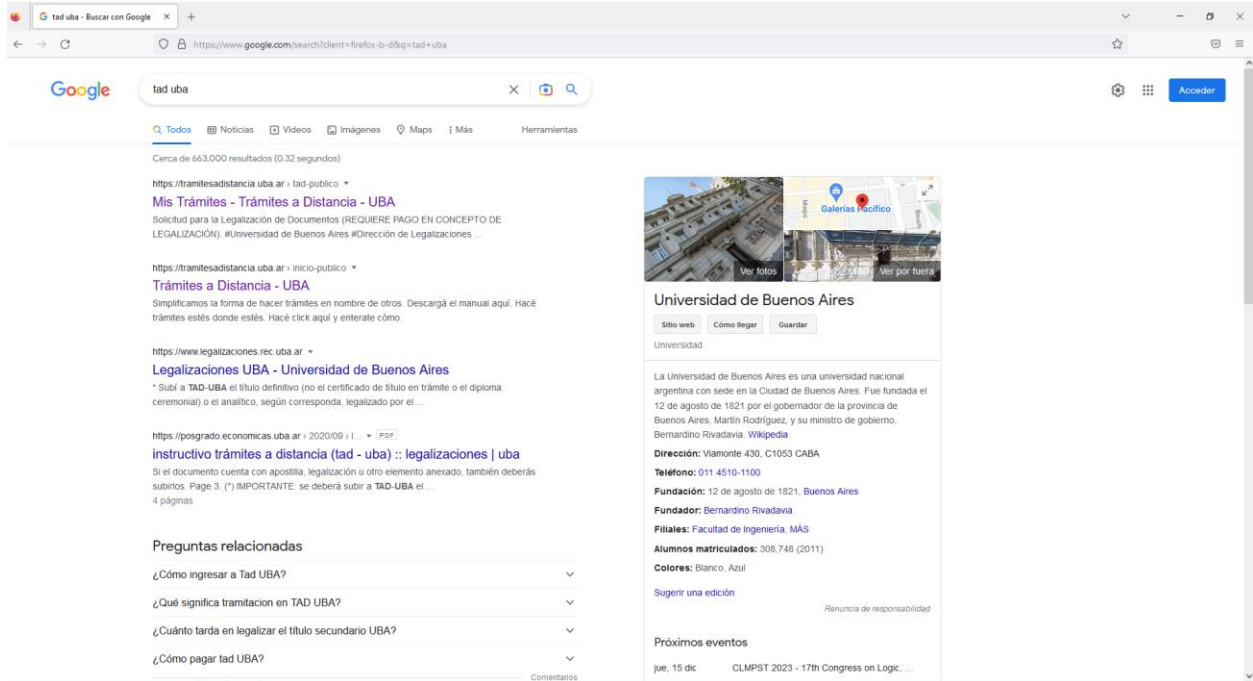 tad uba - Buscar con Google
https://www.google.com/search?client=firefox-b-d&q=tad+uba
Google
tad uba
Acceder
Todos Noticias Videos Imágenes Maps Más Herramientas
Cerca de 663,000 resultados (0.32 segundos)
https://tramitesadistancia.uba.ar › tad-publico
Mis Trámites - Trámites a Distancia - UBA
Solicitud para la Legalización de Documentos (REQUIERE PAGO EN CONCEPTO DE
LEGALIZACIÓN). #Universidad de Buenos Aires #Dirección de Legalizaciones ...
https://tramitesadistancia.uba.ar › inicio-publico
Trámites a Distancia - UBA
Simplificamos la forma de hacer trámites en nombre de otros. Descargá el manual aquí. Hacé
trámites estés donde estés. Hacé click aquí y enterate cómo.
https://www.legalizaciones.rec.uba.ar
Legalizaciones UBA - Universidad de Buenos Aires
* Subí a TAD-UBA el título definitivo (no el certificado de título en trámite o el diploma
ceremonial) o el analítico, según corresponda, legalizado por el ...
https://posgrado.economicas.uba.ar › 2020/09 › l... PDF
instructivo trámites a distancia (tad - uba) :: legalizaciones | uba
Si el documento cuenta con apostilla, legalización u otro elemento anexado, también deberás
subirlos. Page 3. (*) IMPORTANTE: se deberá subir a TAD-UBA el ...
4 páginas
Preguntas relacionadas
¿Cómo ingresar a Tad UBA?
¿Qué significa tramitacion en TAD UBA?
¿Cuánto tarda en legalizar el título secundario UBA?
¿Cómo pagar tad UBA?
Comentarios
Maipú
Galerías Pacífico
Ver fotos
Ver por fuera
Universidad de Buenos Aires
Sitio web Cómo llegar Guardar
Universidad
La Universidad de Buenos Aires es una universidad nacional
argentina con sede en la Ciudad de Buenos Aires. Fue fundada el
12 de agosto de 1821 por el gobernador de la provincia de
Buenos Aires, Martín Rodríguez, y su ministro de gobierno,
Bernardino Rivadavia. Wikipedia
Dirección: Viamonte 430, C1053 CABA
Teléfono: 011 4510-1100
Fundación: 12 de agosto de 1821, Buenos Aires
Fundador: Bernardino Rivadavia
Filiales: Facultad de Ingeniería, MÁS
Alumnos matriculados: 308,748 (2011)
Colores: Blanco, Azul
Sugerir una edición
Renuncia de responsabilidad
Próximos eventos
jue, 15 dic CLMPST 2023 - 17th Congress on Logic, ...